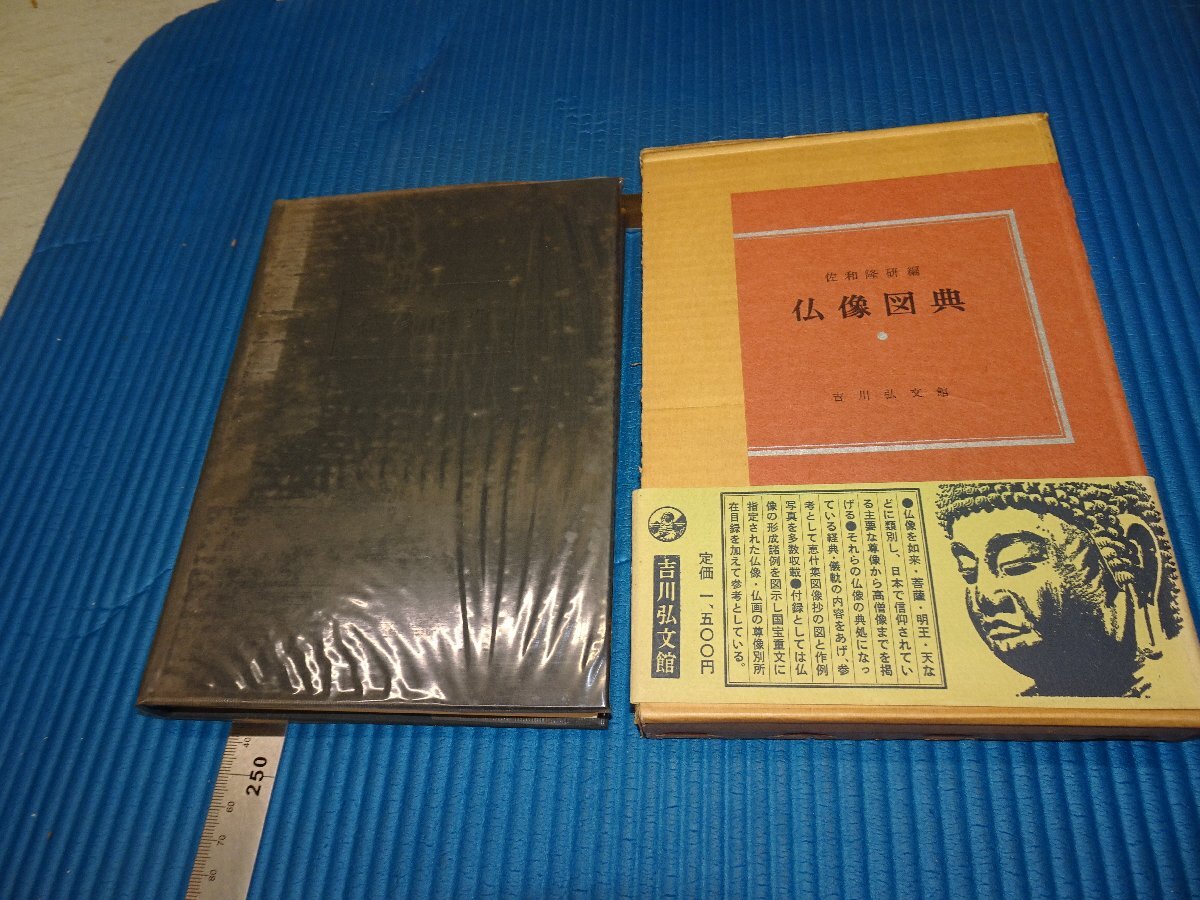 佐和隆研編
仏像図典
吉川弘文館
●仏像を如来・菩薩・明王・天な
どに類別し、日本で信仰されてい
る主要な尊像から高僧像までを掲
げる●それらの仏像の典処になっ
ている経典・儀軌の内容をあげ、参
考として恵什集図像抄の図と作例
写真を多数収載●付録としては仏
像の形成諸例を図示し国宝重文に
指定された仏像・仏画の尊像別所
在目録を加えて参考としている。
定価 一、五〇〇円
吉川弘文館
40
250
60
70
80